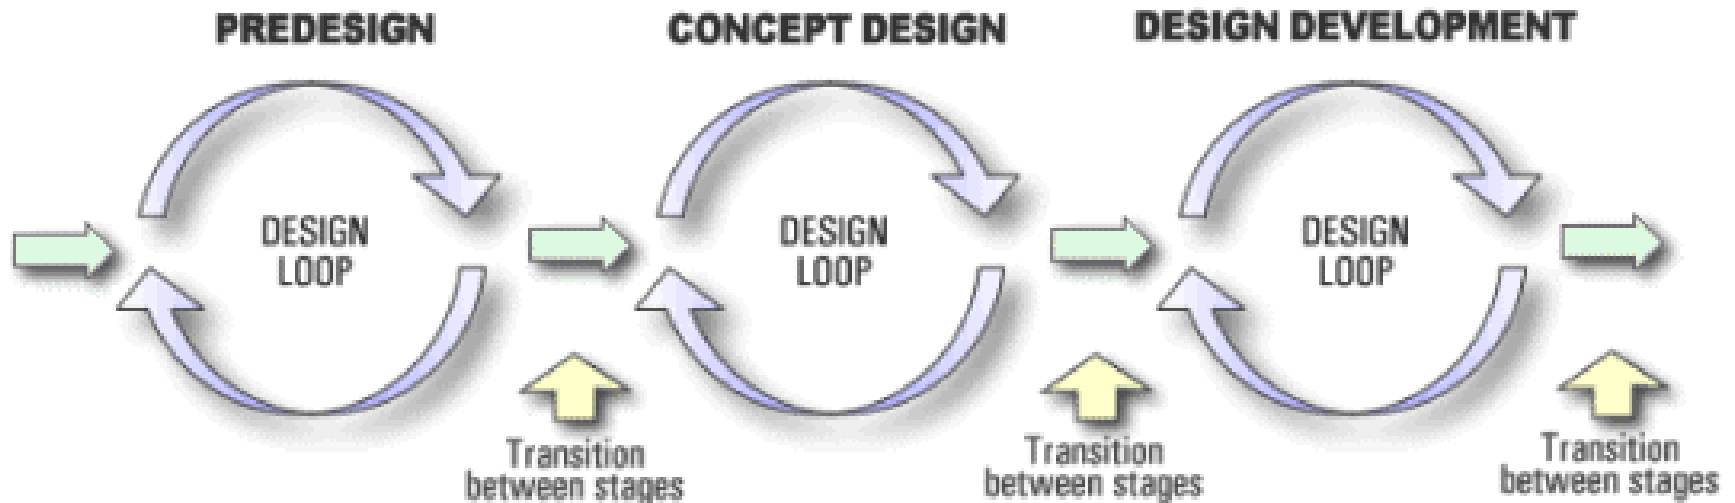 PREDESIGN
CONCEPT DESIGN
DESIGN DEVELOPMENT
DESIGN
LOOP
DESIGN
LOOP
DESIGN
LOOP
Transition
between stages
Transition
between stages
Transition
between stages